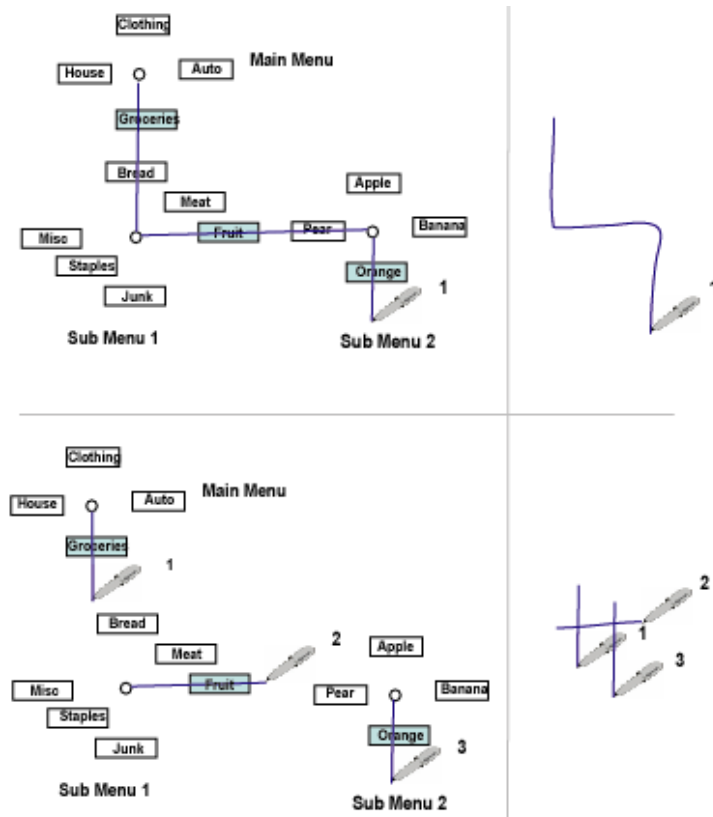 Clothing
House
Auto
Main Menu
Groceries
Bread
Meat
Apple
Misc
Fruit
Pear
Banana
Staples
Orange
Junk
1
Sub Menu 1
Sub Menu 2
1
Clothing
House
Auto
Main Menu
Groceries
1
Bread
2
Meat
Apple
Misc
Fruit
Pear
Banana
Staples
Orange
Junk
3
Sub Menu 1
Sub Menu 2
2
1
3